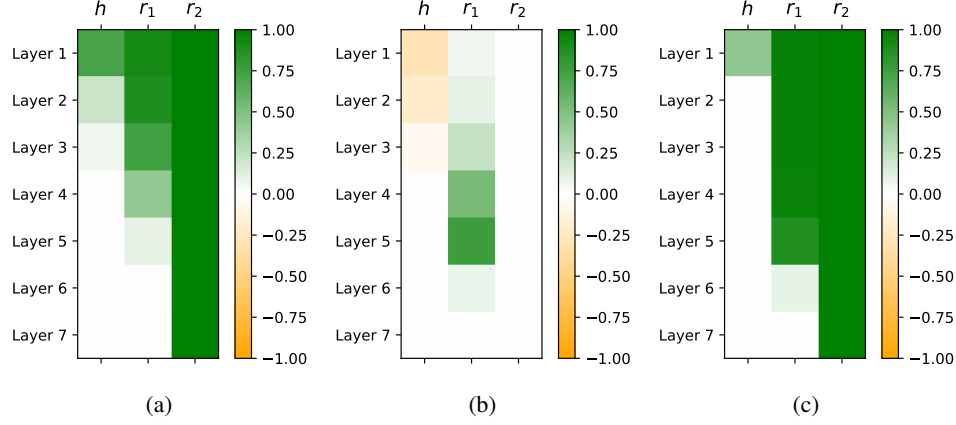 h r₁ r₂
Layer 1
Layer 2
Layer 3
Layer 4
Layer 5
Layer 6
Layer 7
1.00
0.75
0.50
0.25
0.00
−0.25
−0.50
−0.75
−1.00
(a)
h r₁ r₂
Layer 1
Layer 2
Layer 3
Layer 4
Layer 5
Layer 6
Layer 7
1.00
0.75
0.50
0.25
0.00
−0.25
−0.50
−0.75
−1.00
(b)
h r₁ r₂
Layer 1
Layer 2
Layer 3
Layer 4
Layer 5
Layer 6
Layer 7
1.00
0.75
0.50
0.25
0.00
−0.25
−0.50
−0.75
−1.00
(c)